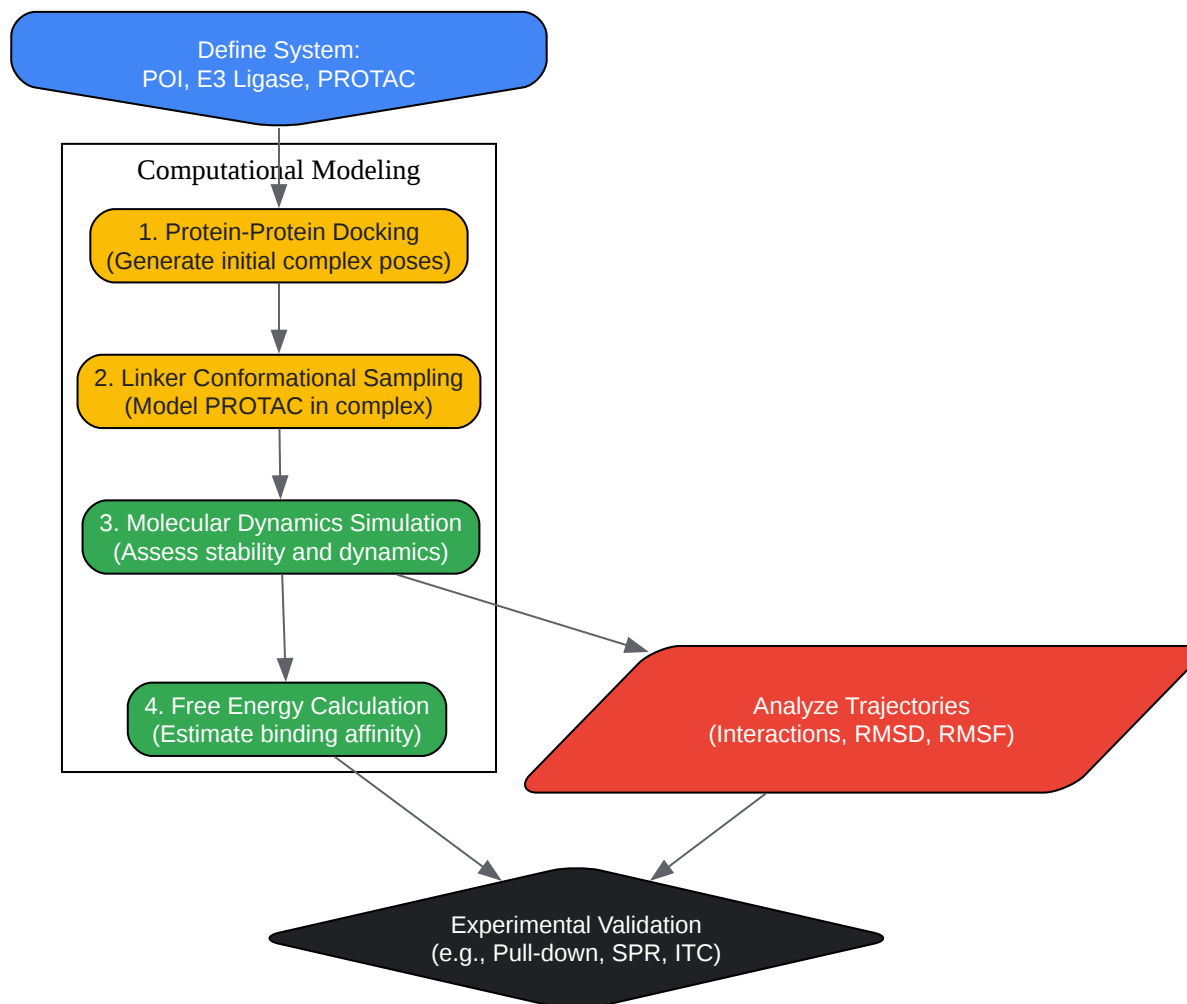 Define System:
POI, E3 Ligase, PROTAC
Computational Modeling
1. Protein-Protein Docking
(Generate initial complex poses)
2. Linker Conformational Sampling
(Model PROTAC in complex)
3. Molecular Dynamics Simulation
(Assess stability and dynamics)
4. Free Energy Calculation
(Estimate binding affinity)
Analyze Trajectories
(Interactions, RMSD, RMSF)
Experimental Validation
(e.g., Pull-down, SPR, ITC)